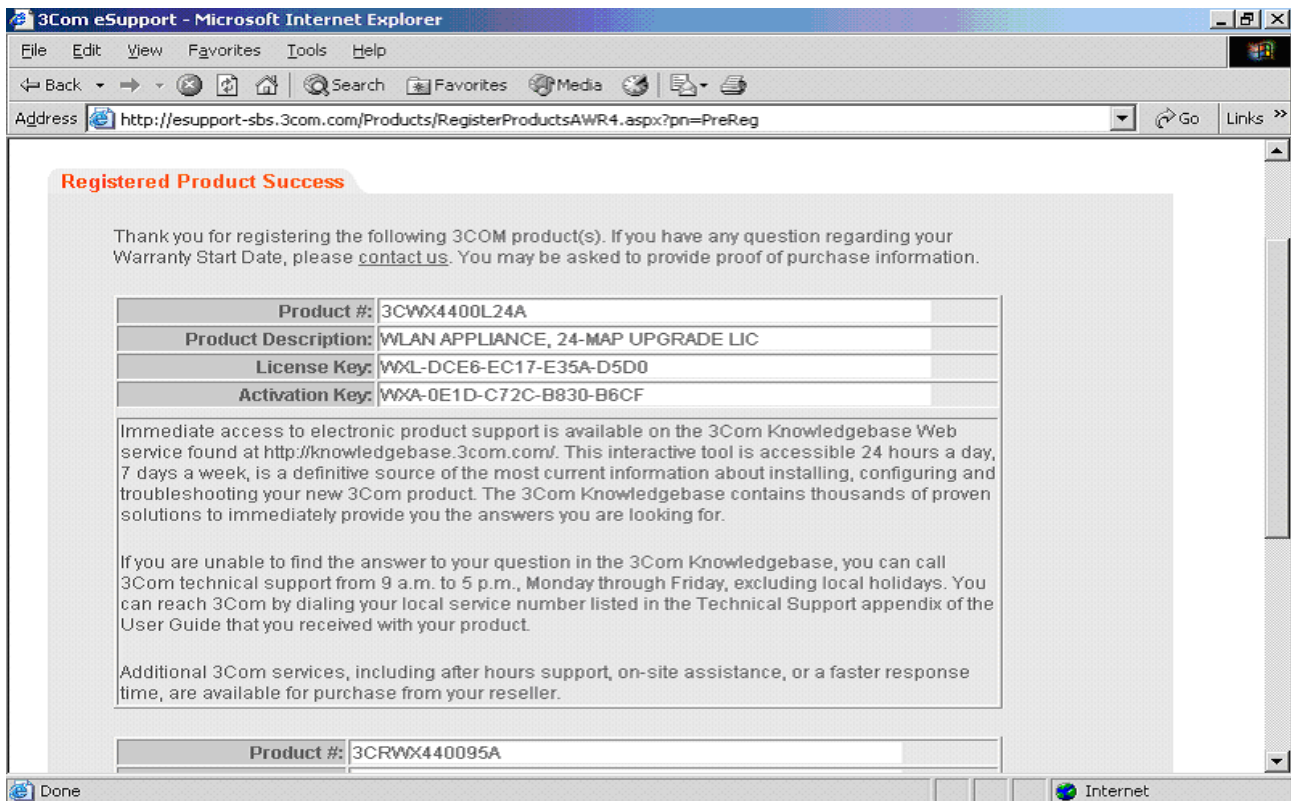 3Com eSupport - Microsoft Internet Explorer
File Edit View Favorites Tools Help
Back Search Favorites Media
Address http://esupport-sbs.3com.com/Products/RegisterProductsAWR4.aspx?pn=PreReg Go Links »
Registered Product Success
Thank you for registering the following 3COM product(s). If you have any question regarding your
Warranty Start Date, please contact us. You may be asked to provide proof of purchase information.
Product #: 3CWX4400L24A
Product Description: WLAN APPLIANCE, 24-MAP UPGRADE LIC
License Key: WXL-DCE6-EC17-E35A-D5D0
Activation Key: WXA-0E1D-C72C-B830-B6CF
Immediate access to electronic product support is available on the 3Com Knowledgebase Web
service found at http://knowledgebase.3com.com/. This interactive tool is accessible 24 hours a day,
7 days a week, is a definitive source of the most current information about installing, configuring and
troubleshooting your new 3Com product. The 3Com Knowledgebase contains thousands of proven
solutions to immediately provide you the answers you are looking for.
If you are unable to find the answer to your question in the 3Com Knowledgebase, you can call
3Com technical support from 9 a.m. to 5 p.m., Monday through Friday, excluding local holidays. You
can reach 3Com by dialing your local service number listed in the Technical Support appendix of the
User Guide that you received with your product.
Additional 3Com services, including after hours support, on-site assistance, or a faster response
time, are available for purchase from your reseller.
Product #: 3CRWX440095A
Done Internet